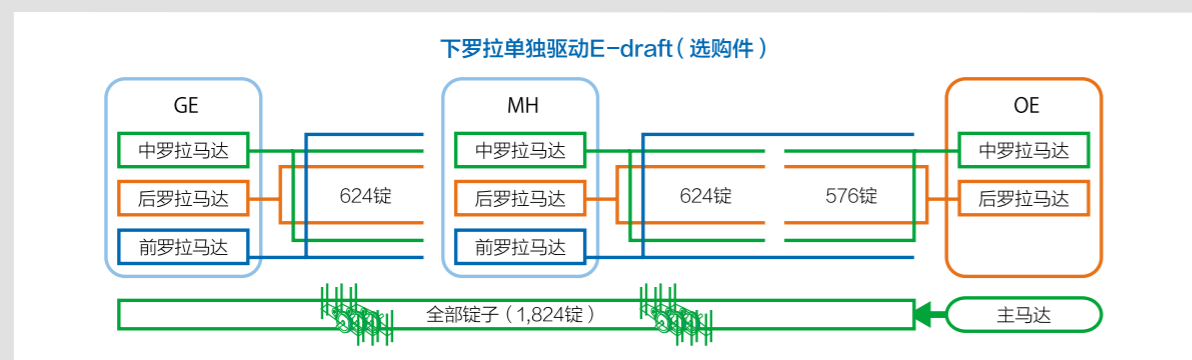 下罗拉单独驱动E-draft（选购件）
GE
MH
OE
中罗拉马达
中罗拉马达
中罗拉马达
后罗拉马达
624锭
后罗拉马达
624锭
576锭
后罗拉马达
前罗拉马达
前罗拉马达
全部锭子（1,824锭）
主马达